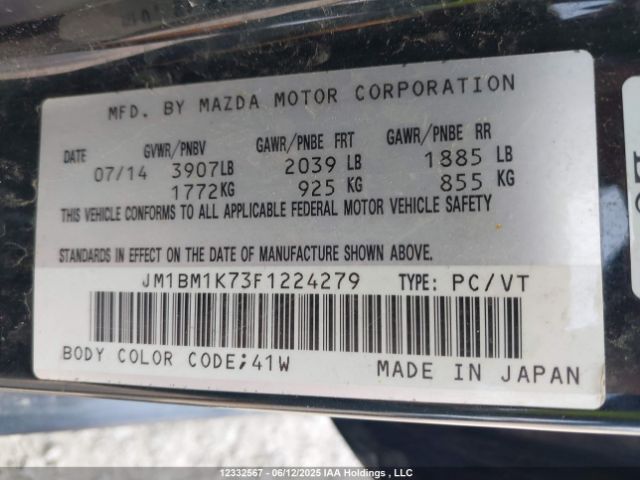 MFD. BY MAZDA MOTOR CORPORATION
DATE GVWR/PNBV GAWR/PNBE FRT GAWR/PNBE RR
07/14 3907LB 2039 LB 1885 LB
1772KG 925 KG 855 KG
THIS VEHICLE CONFORMS TO ALL APPLICABLE FEDERAL MOTOR VEHICLE SAFETY
STANDARDS IN EFFECT ON THE DATE OF MANUFACTURE SHOWN ABOVE.
JM1BM1K73F1224279 TYPE: PC/VT
BODY COLOR CODE;41W
MADE IN JAPAN
12332567 - 06/12/2025 IAA Holdings , LLC